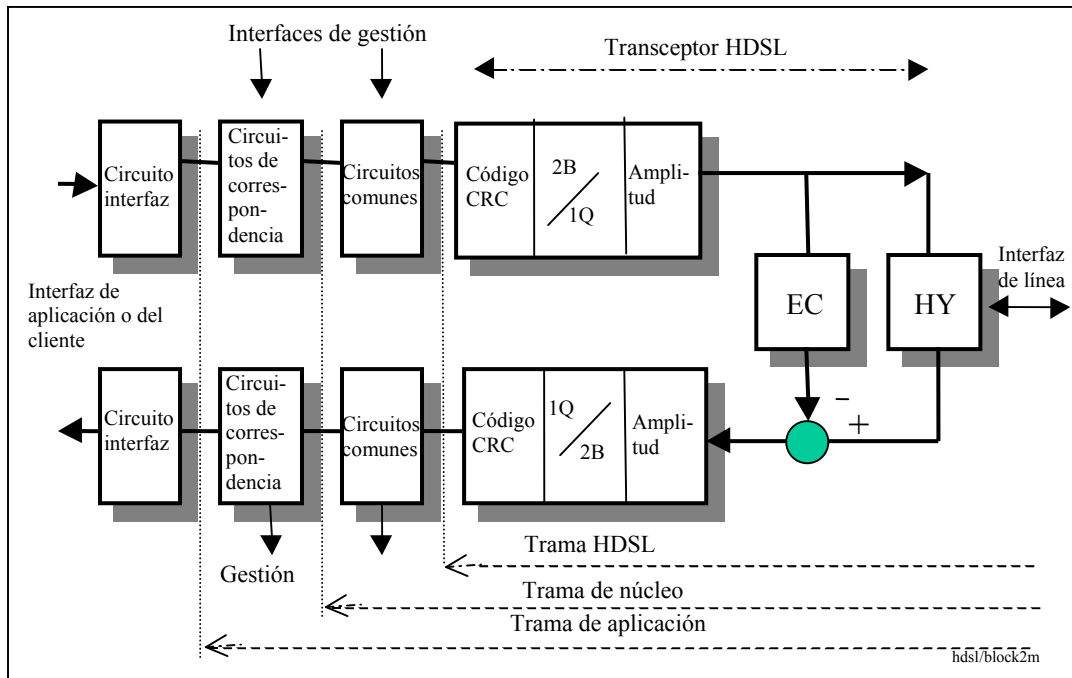 Interfaces de gestión
Transceptor HDSL
Circuito
interfaz
Circui-
tos de
corres-
pon-
dencia
Circuitos
comunes
Código
CRC
2B
1Q
Ampli-
tud
Interfaz de
aplicación o del
cliente
EC
HY
Interfaz
de línea
Circuito
interfaz
Circui-
tos de
corres-
pon-
dencia
Circuitos
comunes
Código
CRC
1Q
2B
Ampli-
tud
−
+
Gestión
Trama HDSL
Trama de núcleo
Trama de aplicación
hdsl/block2m